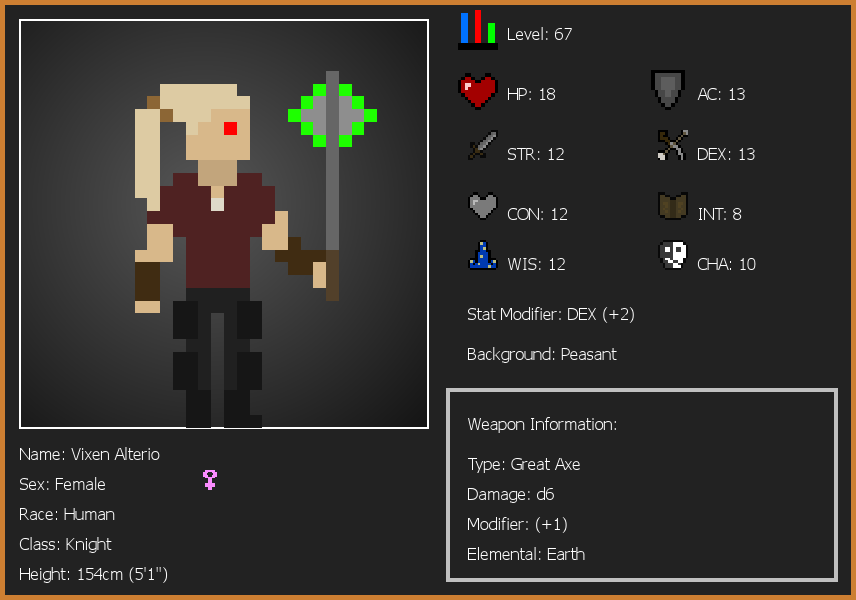 Level: 67
HP: 18
AC: 13
STR: 12
DEX: 13
CON: 12
INT: 8
WIS: 12
CHA: 10
Stat Modifier: DEX (+2)
Background: Peasant
Weapon Information:
Type: Great Axe
Damage: d6
Modifier: (+1)
Elemental: Earth
Name: Vixen Alterio
Sex: Female
Race: Human
Class: Knight
Height: 154cm (5'1")